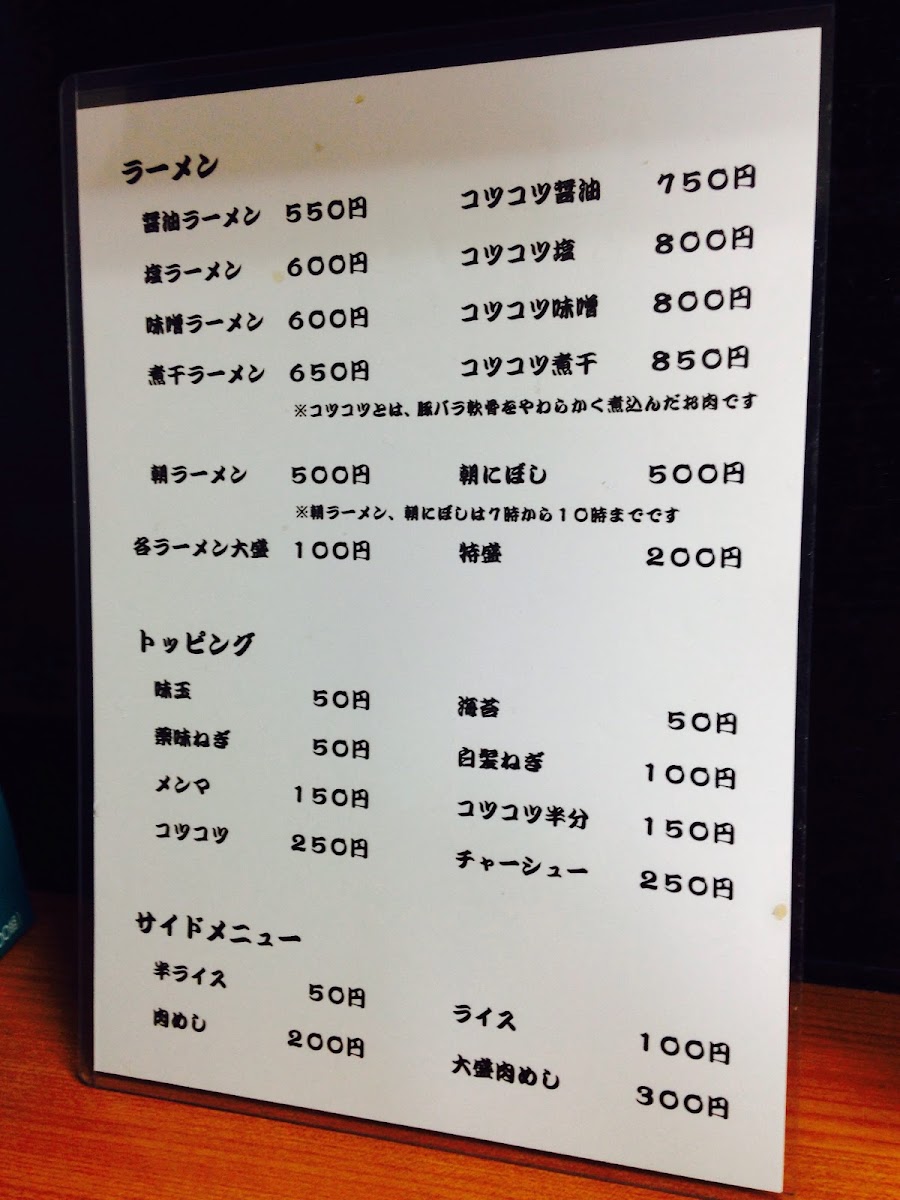 ラーメン
醤油ラーメン ５５０円 コツコツ醤油 ７５０円
塩ラーメン ６００円 コツコツ塩 ８００円
味噌ラーメン ６００円 コツコツ味噌 ８００円
煮干ラーメン ６５０円 コツコツ煮干 ８５０円
※コツコツとは、豚バラ軟骨をやわらかく煮込んだお肉です
朝ラーメン ５００円 朝にぼし ５００円
※朝ラーメン、朝にぼしは７時から１０時までです
各ラーメン大盛 １００円 特盛 ２００円
トッピング
味玉 ５０円 海苔 ５０円
薬味ねぎ ５０円 白髪ねぎ １００円
メンマ １５０円 コツコツ半分 １５０円
コツコツ ２５０円 チャーシュー ２５０円
サイドメニュー
半ライス ５０円 ライス １００円
肉めし ２００円 大盛肉めし ３００円